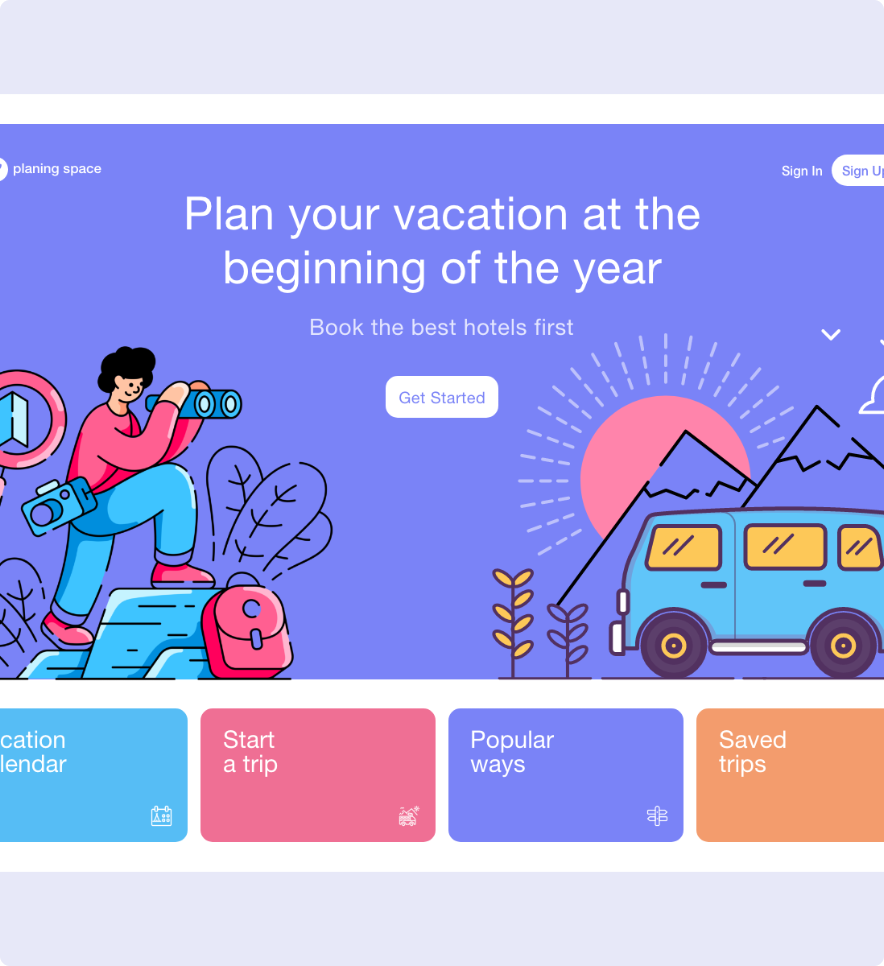 planing space
Sign In
Sign Up
Plan your vacation at the
beginning of the year
Book the best hotels first
Get Started
cation
lendar
Start
a trip
Popular
ways
Saved
trips